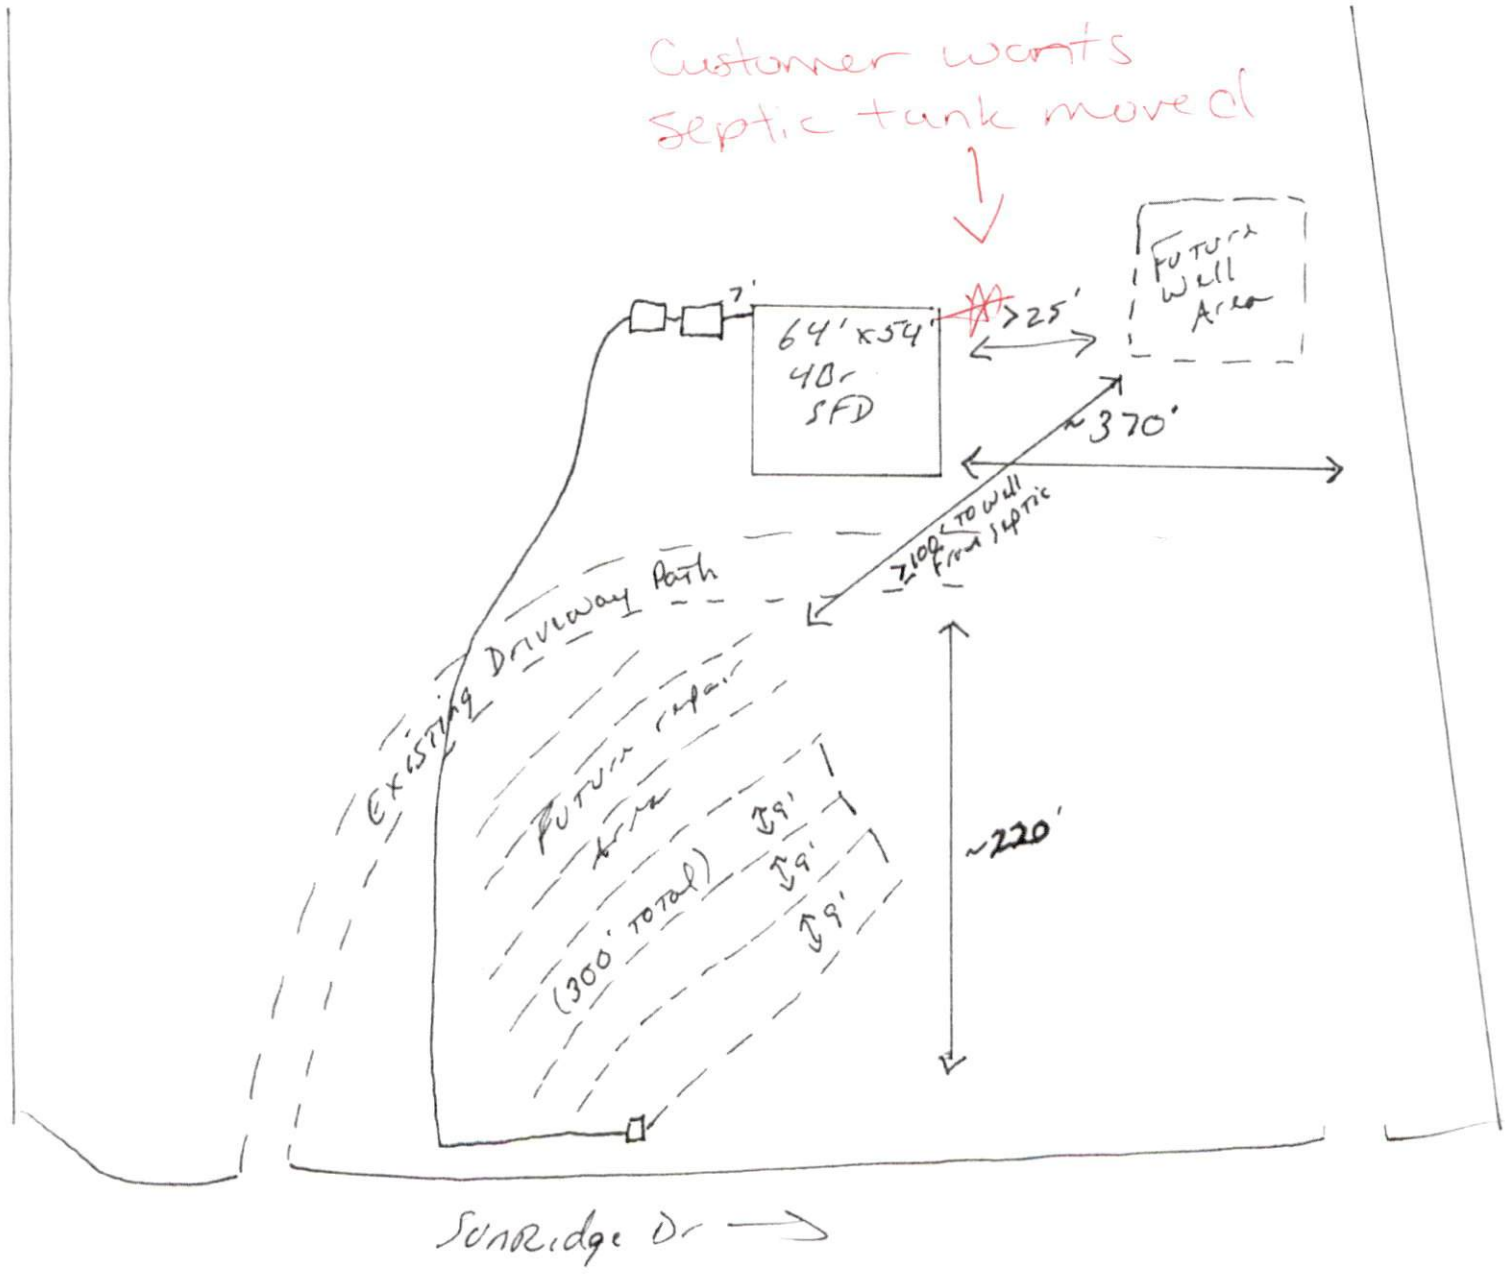 Customer wants
septic tank moved
Future
Well
Area
7'
64' x 54'
4Br
SFD
>25'
~370'
>100' To well
from septic
Existing Driveway Path
Future repair
Area
(300' Total)
9'
9'
9'
~220'
SunRidge Dr